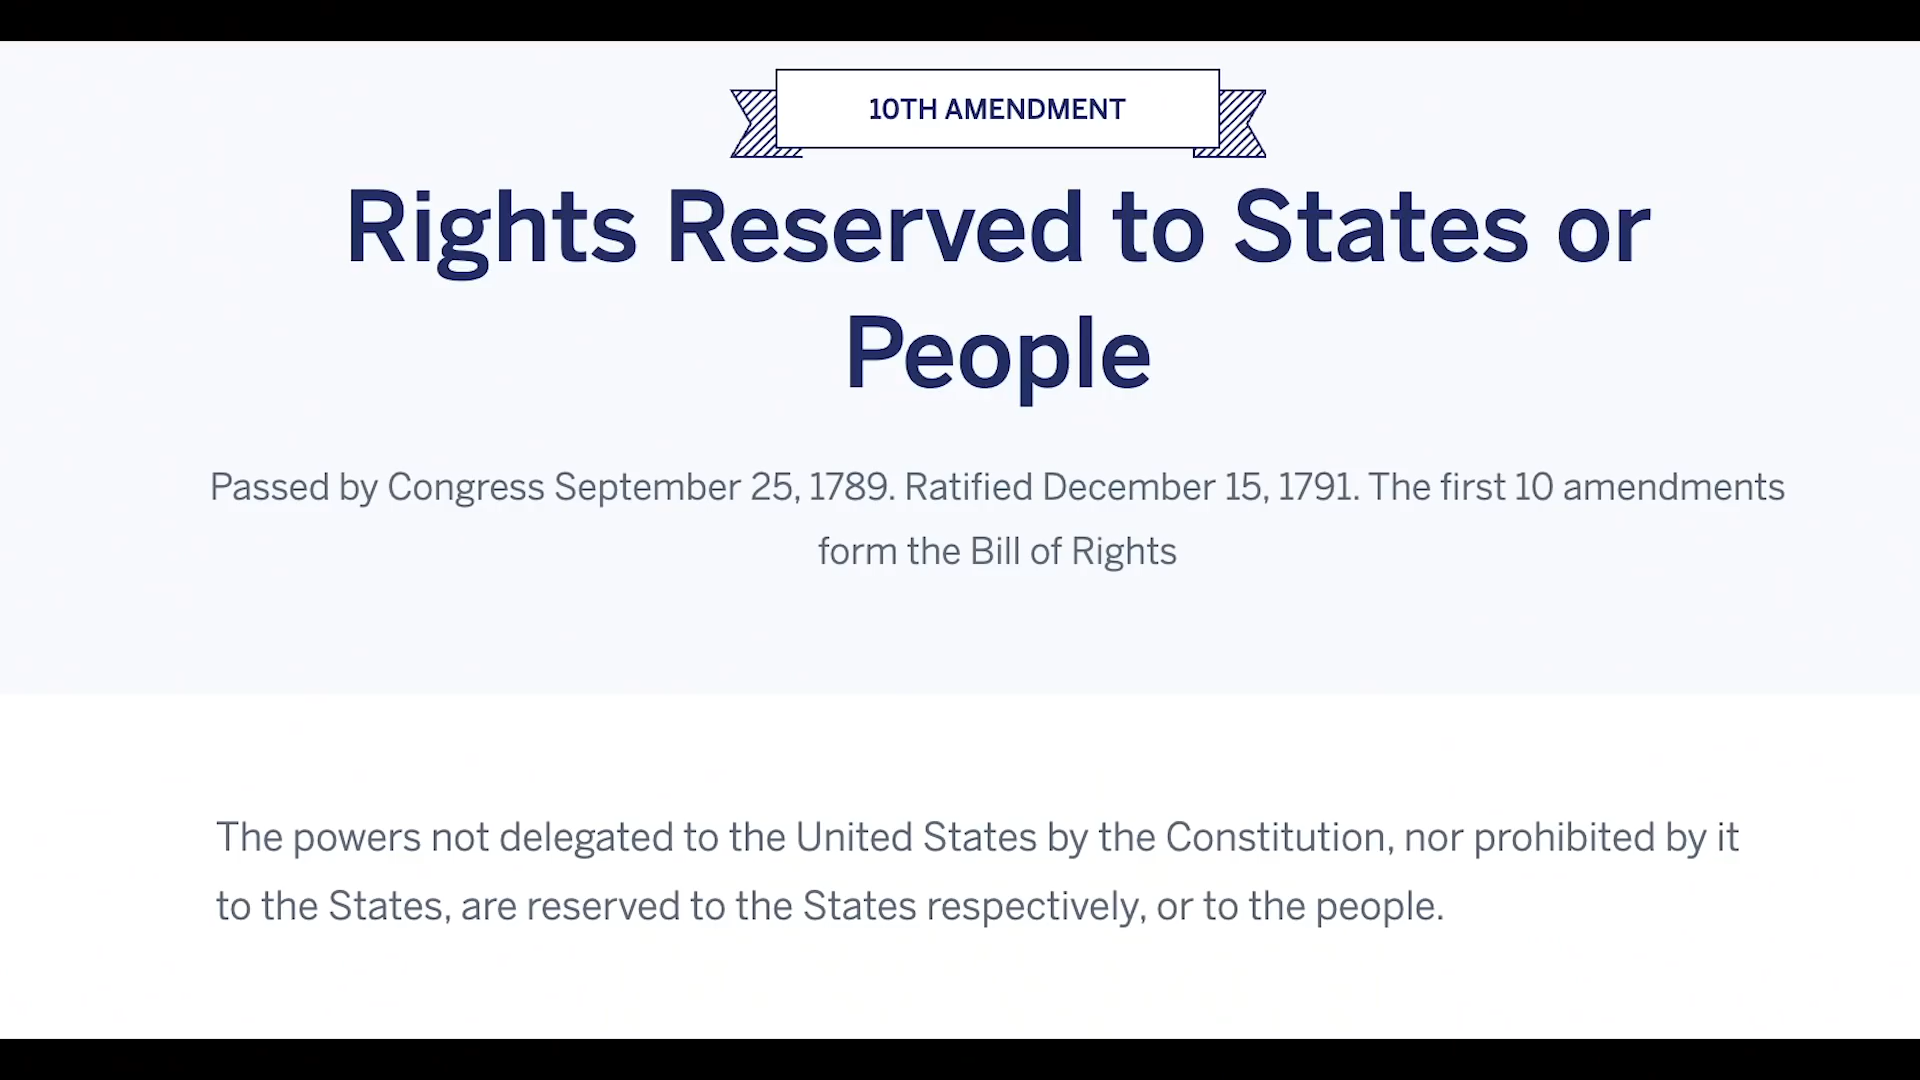 10TH AMENDMENT
Rights Reserved to States or
People
Passed by Congress September 25, 1789. Ratified December 15, 1791. The first 10 amendments
form the Bill of Rights
The powers not delegated to the United States by the Constitution, nor prohibited by it
to the States, are reserved to the States respectively, or to the people.